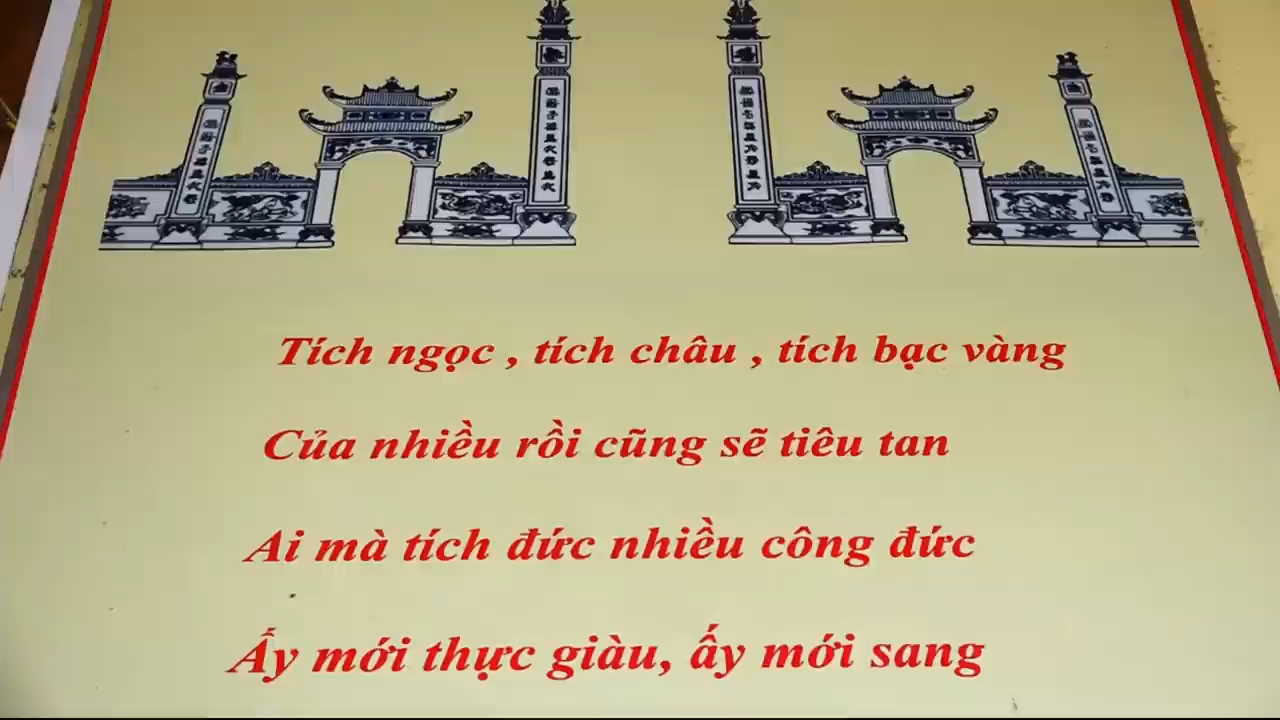 Tích ngọc , tích châu , tích bạc vàng
Của nhiều rồi cũng sẽ tiêu tan
Ai mà tích đức nhiều công đức
Ấy mới thực giàu, ấy mới sang